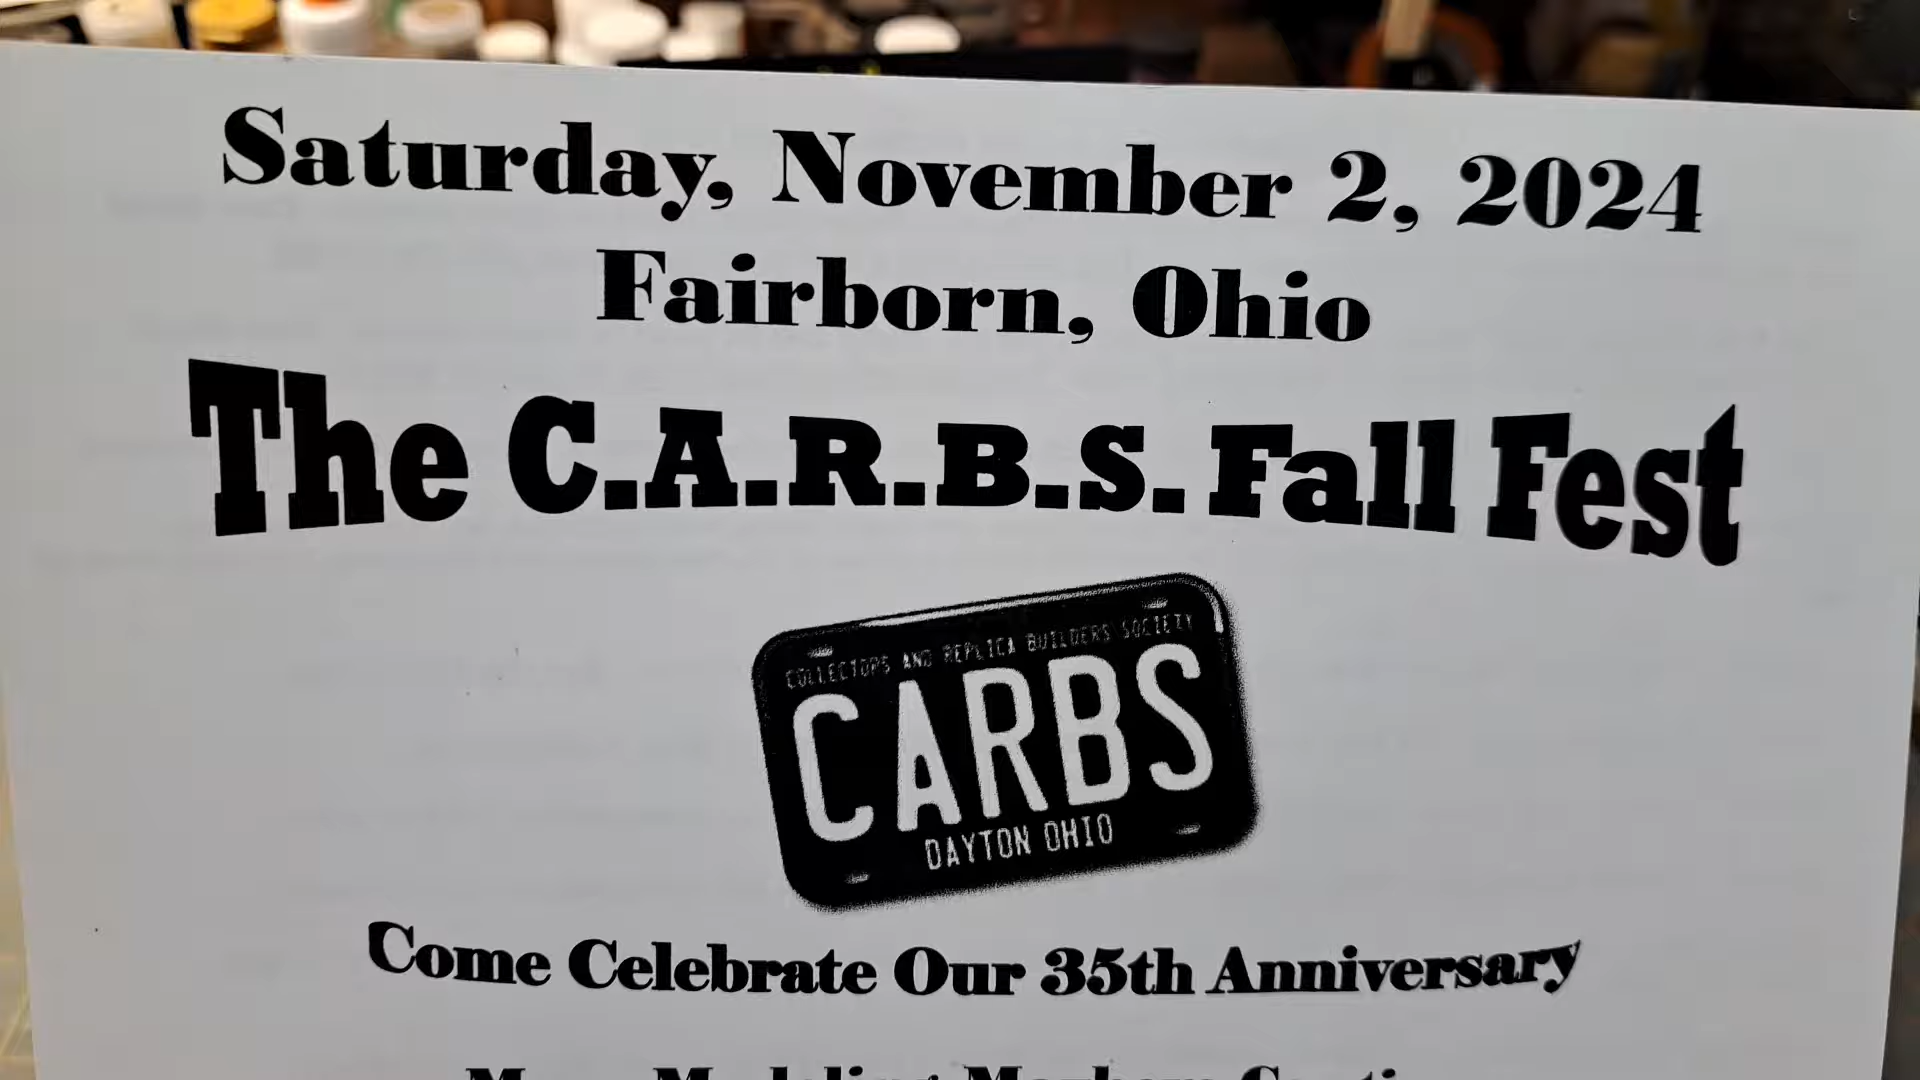 Saturday, November 2, 2024
Fairborn, Ohio
The C.A.R.B.S. Fall Fest
COLLECTORS AND REPLICA BUILDERS SOCIETY
CARBS
DAYTON OHIO
Come Celebrate Our 35th Anniversary